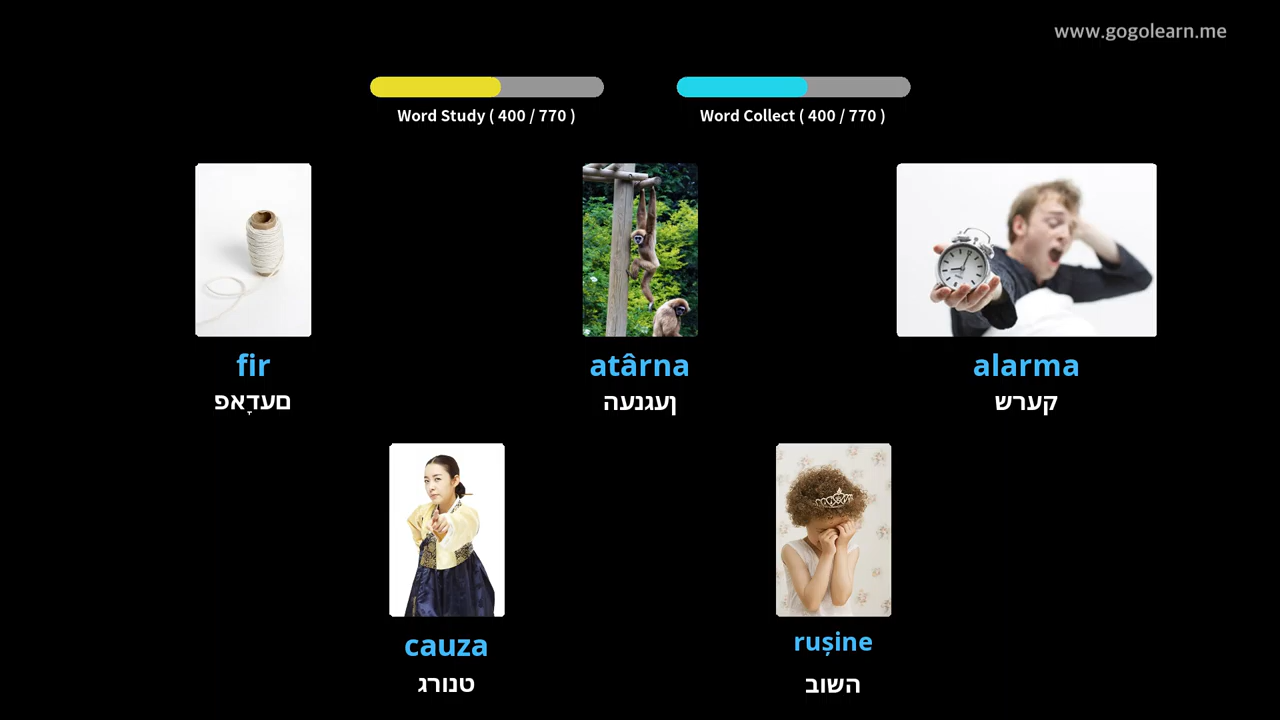 www.gogolearn.me
Word Study ( 400 / 770 )
Word Collect ( 400 / 770 )
fir
atârna
alarma
םעדָאפ
ןעגנעה
קערש
cauza
rușine
טנורג
השוב